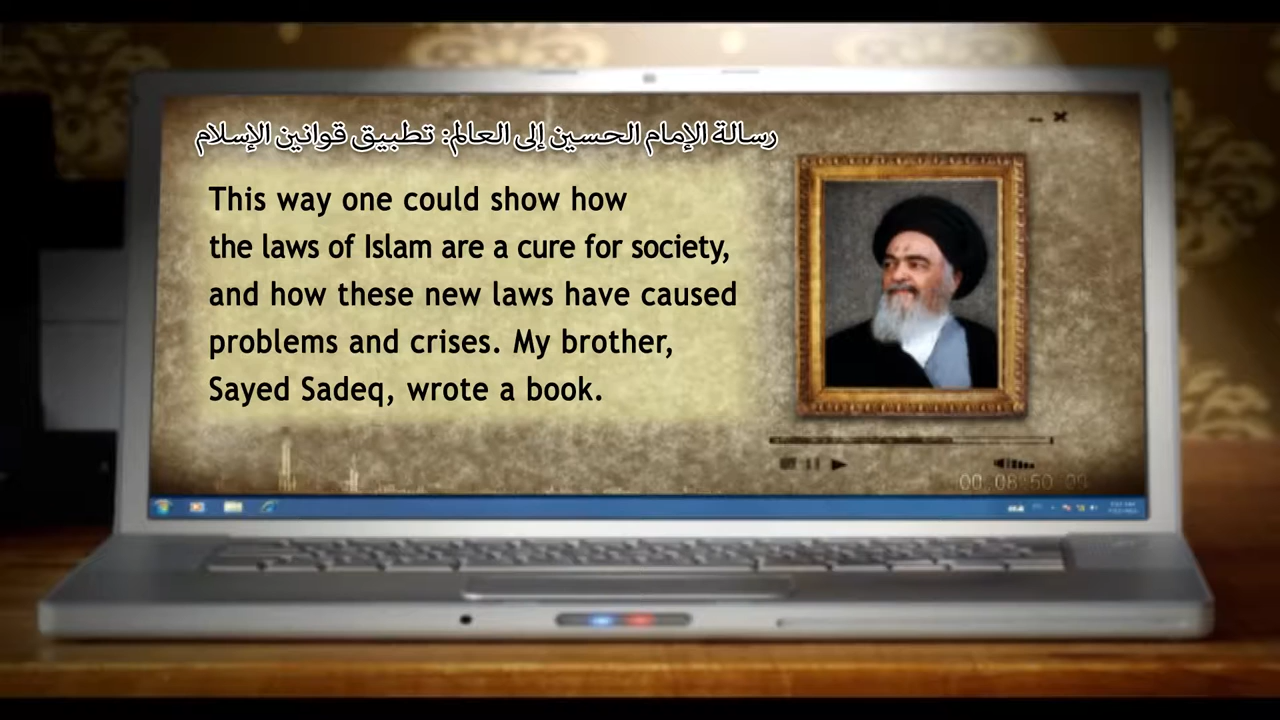 رسالة الإمام الحسين إلى العالم: تطبيق قوانين الإسلام
This way one could show how
the laws of Islam are a cure for society,
and how these new laws have caused
problems and crises. My brother,
Sayed Sadeq, wrote a book.